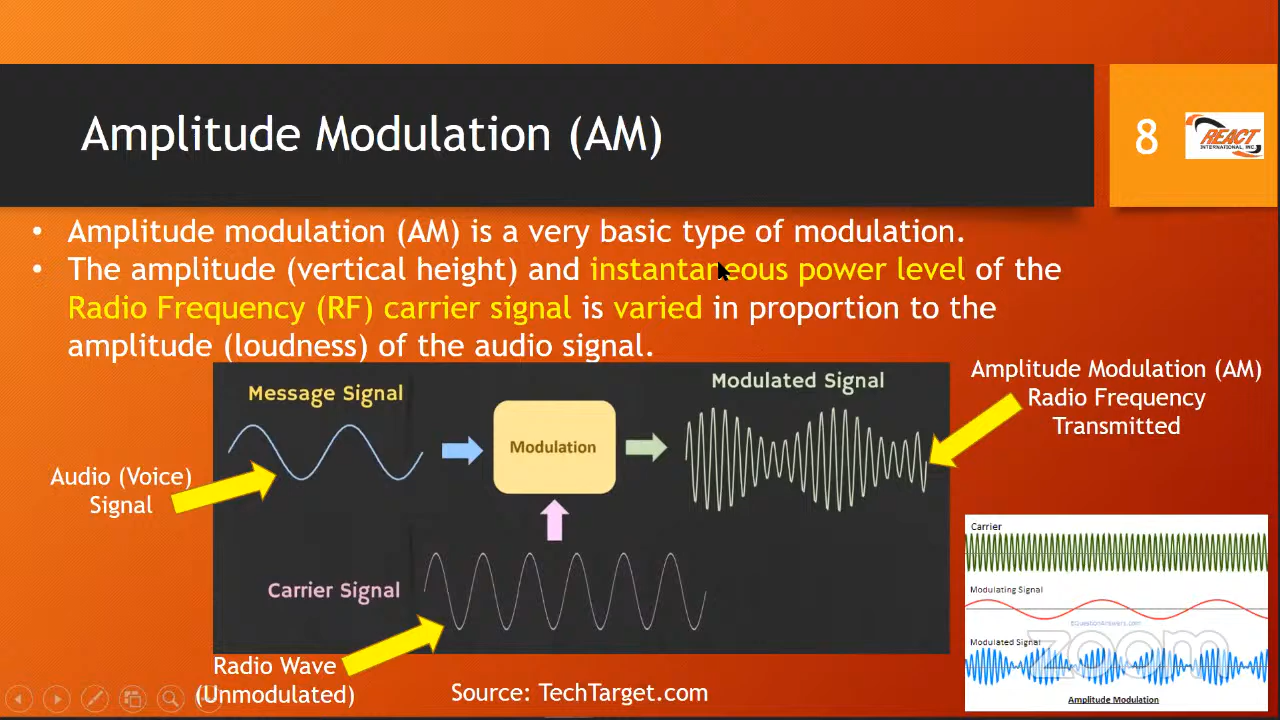 Amplitude Modulation (AM)
8
REACT
INTERNATIONAL, INC.
• Amplitude modulation (AM) is a very basic type of modulation.
• The amplitude (vertical height) and instantaneous power level of the
Radio Frequency (RF) carrier signal is varied in proportion to the
amplitude (loudness) of the audio signal.
Message Signal
Modulated Signal
Modulation
Carrier Signal
Amplitude Modulation (AM)
Radio Frequency
Transmitted
Audio (Voice)
Signal
Radio Wave
(Unmodulated)
Source: TechTarget.com
Carrier
Modulating Signal
EQuestionAnswers.com
Modulated Signal
zoom
Amplitude Modulation